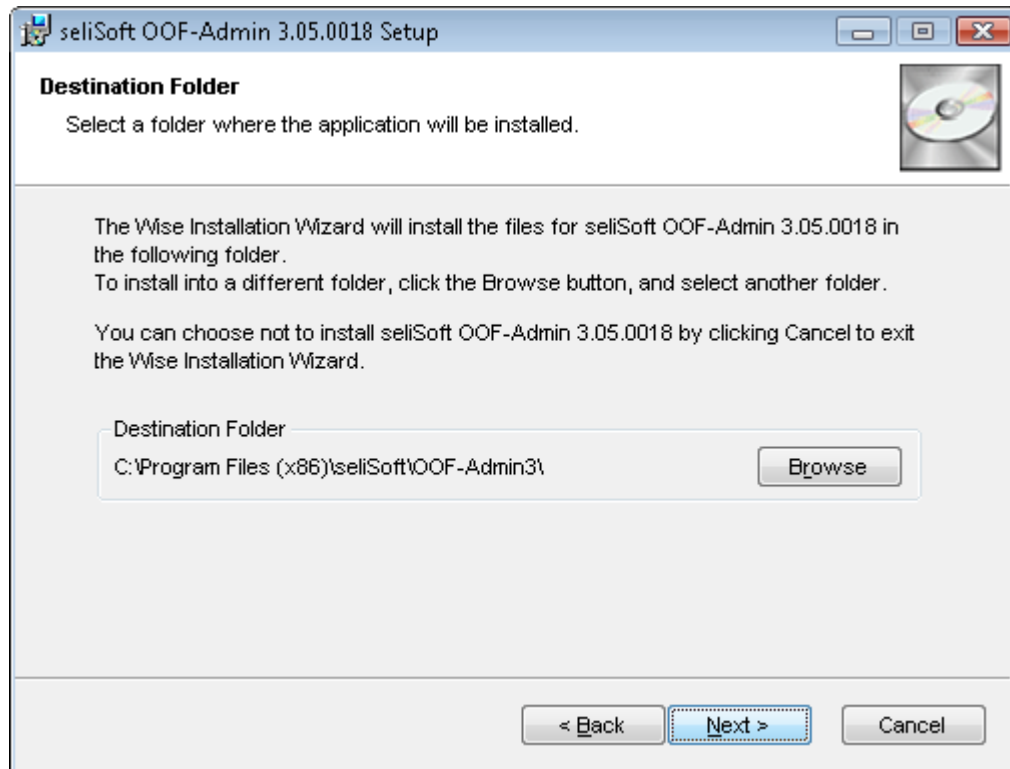 seliSoft OOF-Admin 3.05.0018 Setup
Destination Folder
Select a folder where the application will be installed.
The Wise Installation Wizard will install the files for seliSoft OOF-Admin 3.05.0018 in
the following folder.
To install into a different folder, click the Browse button, and select another folder.
You can choose not to install seliSoft OOF-Admin 3.05.0018 by clicking Cancel to exit
the Wise Installation Wizard.
Destination Folder
C:\Program Files (x86)\seliSoft\OOF-Admin3\
Browse
< Back
Next >
Cancel